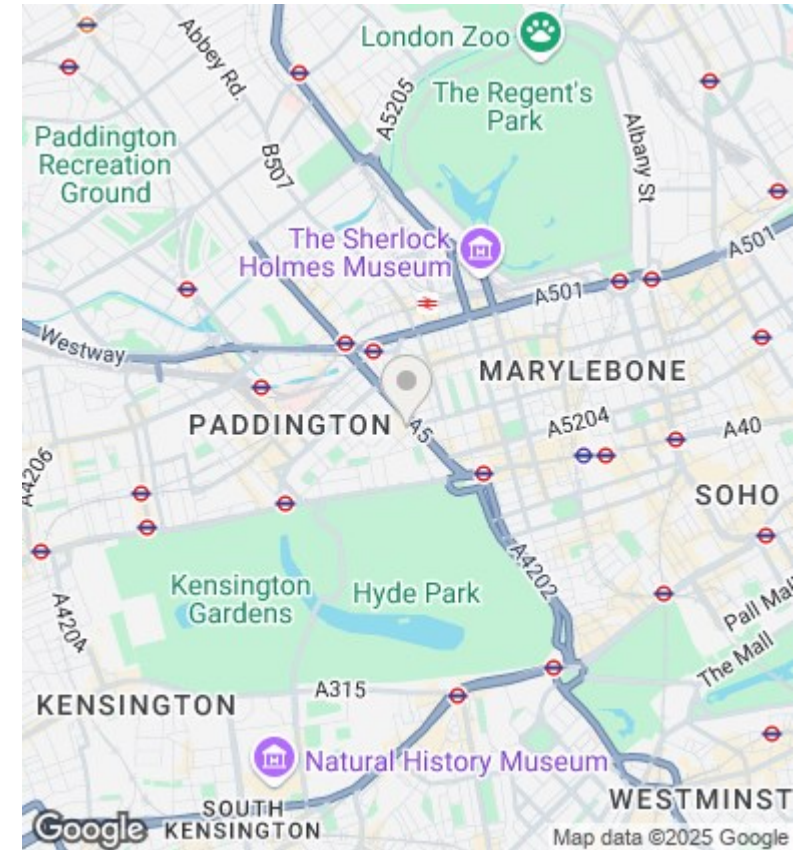 London Zoo
Abbey Rd.
A5205
The Regent's
Park
Albany St
Paddington
Recreation
Ground
B507
The Sherlock
Holmes Museum
A501
A501
Westway
MARYLEBONE
PADDINGTON
A5
A5204
A40
A4206
SOHO
A4202
Kensington
Gardens
Hyde Park
A4204
Pall Mall
The Mall
A315
KENSINGTON
Natural History Museum
WESTMINST
SOUTH
KENSINGTON
Google
Map data ©2025 Google